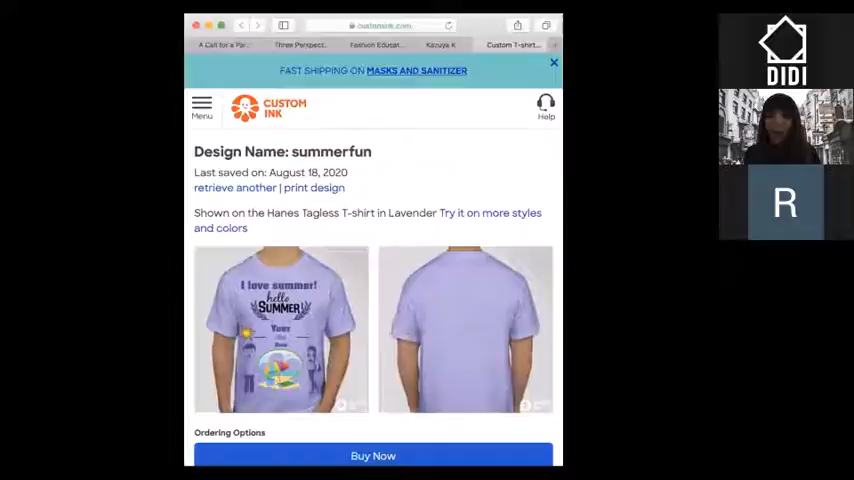 customink.com
A Call for a Par...
Three Perspect...
Fashion Educat...
Kazuya K
Custom T-shirt...
FAST SHIPPING ON MASKS AND SANITIZER
Menu
CUSTOM
INK
Help
Design Name: summerfun
Last saved on: August 18, 2020
retrieve another | print design
Shown on the Hanes Tagless T-shirt in Lavender Try it on more styles
and colors
I love summer!
hello
SUMMER
Your
Ordering Options
Buy Now
DIDI
R